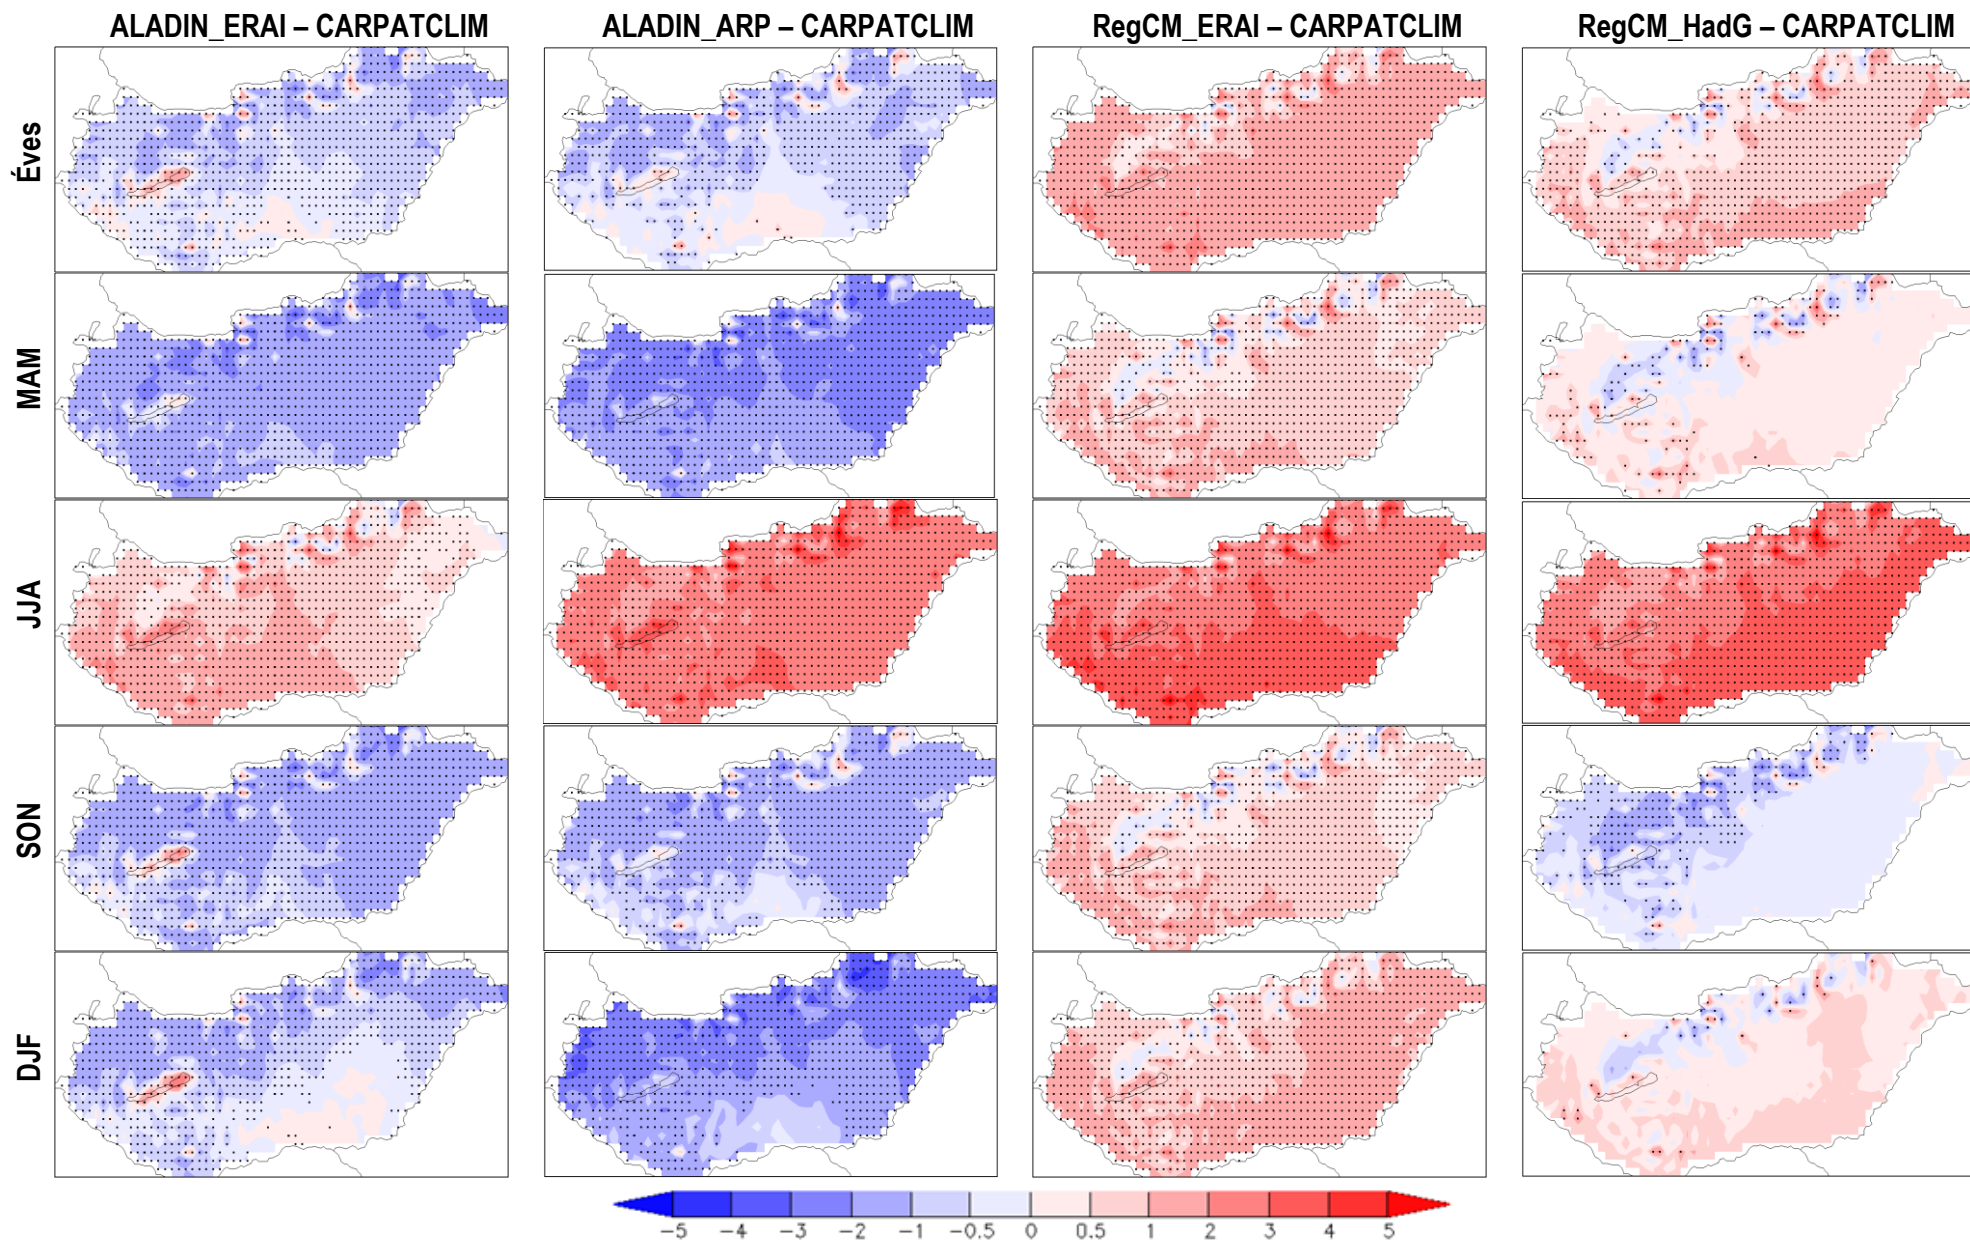 ALADIN_ERAI – CARPATCLIM
ALADIN_ARP – CARPATCLIM
RegCM_ERAI – CARPATCLIM
RegCM_HadG – CARPATCLIM
Éves
MAM
JJA
SON
DJF
−5 −4 −3 −2 −1 −0.5 0 0.5 1 2 3 4 5